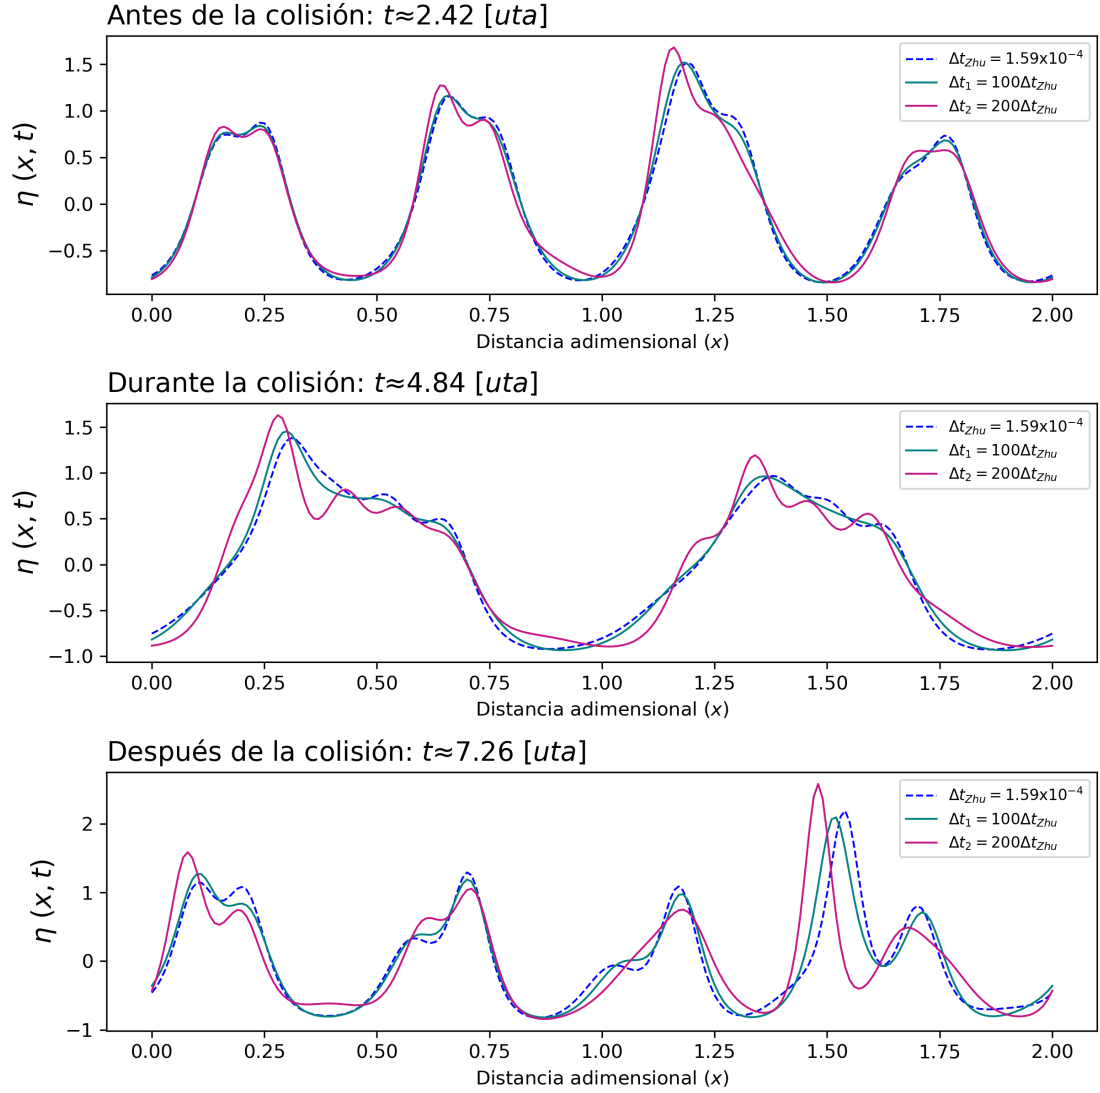 Antes de la colisión: t≈2.42 [uta]
η (x, t)
1.5
1.0
0.5
0.0
−0.5
Δt_Zhu = 1.59x10⁻⁴
Δt₁ = 100Δt_Zhu
Δt₂ = 200Δt_Zhu
0.00 0.25 0.50 0.75 1.00 1.25 1.50 1.75 2.00
Distancia adimensional (x)
Durante la colisión: t≈4.84 [uta]
η (x, t)
1.5
1.0
0.5
0.0
−0.5
−1.0
Δt_Zhu = 1.59x10⁻⁴
Δt₁ = 100Δt_Zhu
Δt₂ = 200Δt_Zhu
0.00 0.25 0.50 0.75 1.00 1.25 1.50 1.75 2.00
Distancia adimensional (x)
Después de la colisión: t≈7.26 [uta]
η (x, t)
2
1
0
−1
Δt_Zhu = 1.59x10⁻⁴
Δt₁ = 100Δt_Zhu
Δt₂ = 200Δt_Zhu
0.00 0.25 0.50 0.75 1.00 1.25 1.50 1.75 2.00
Distancia adimensional (x)